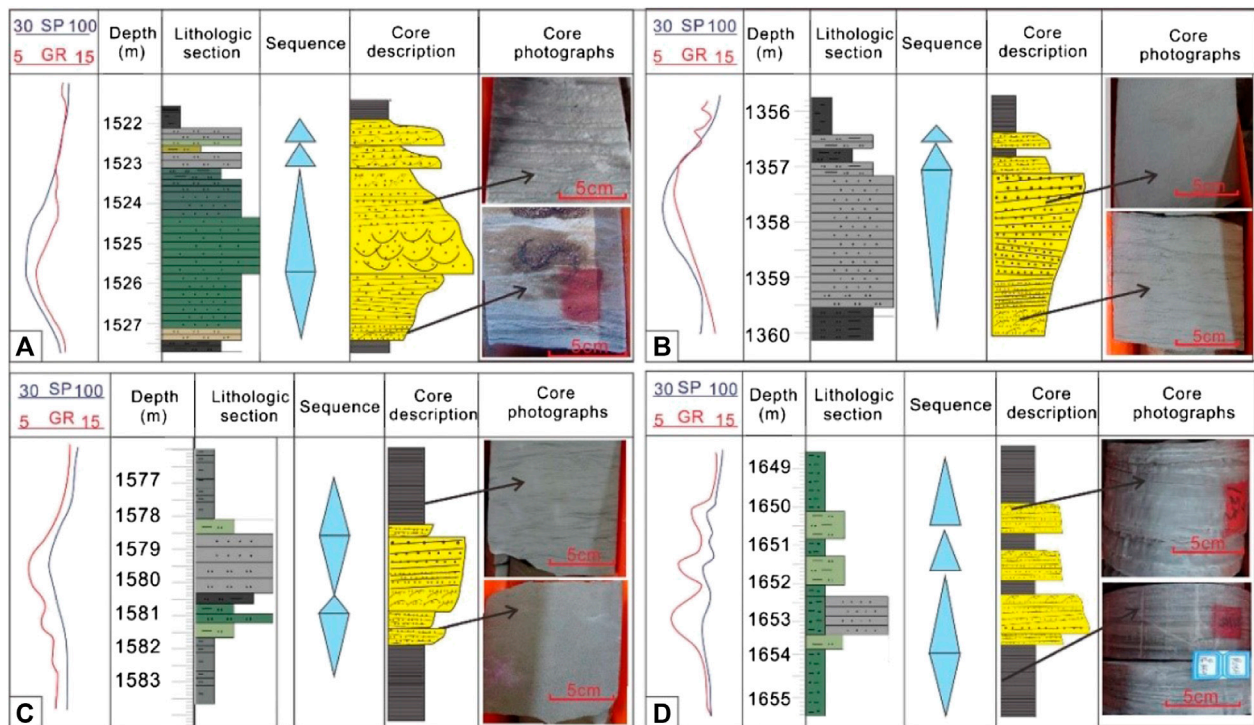 30 SP 100
5 GR 15
Depth
(m)
Lithologic
section
Sequence
Core
description
Core
photographs
1522
1523
1524
1525
1526
1527
5cm
5cm
A
30 SP 100
5 GR 15
Depth
(m)
Lithologic
section
Sequence
Core
description
Core
photographs
1356
1357
1358
1359
1360
5cm
5cm
B
30 SP 100
5 GR 15
Depth
(m)
Lithologic
section
Sequence
Core
description
Core
photographs
1577
1578
1579
1580
1581
1582
1583
5cm
5cm
C
30 SP 100
5 GR 15
Depth
(m)
Lithologic
section
Sequence
Core
description
Core
photographs
1649
1650
1651
1652
1653
1654
1655
5cm
5cm
D